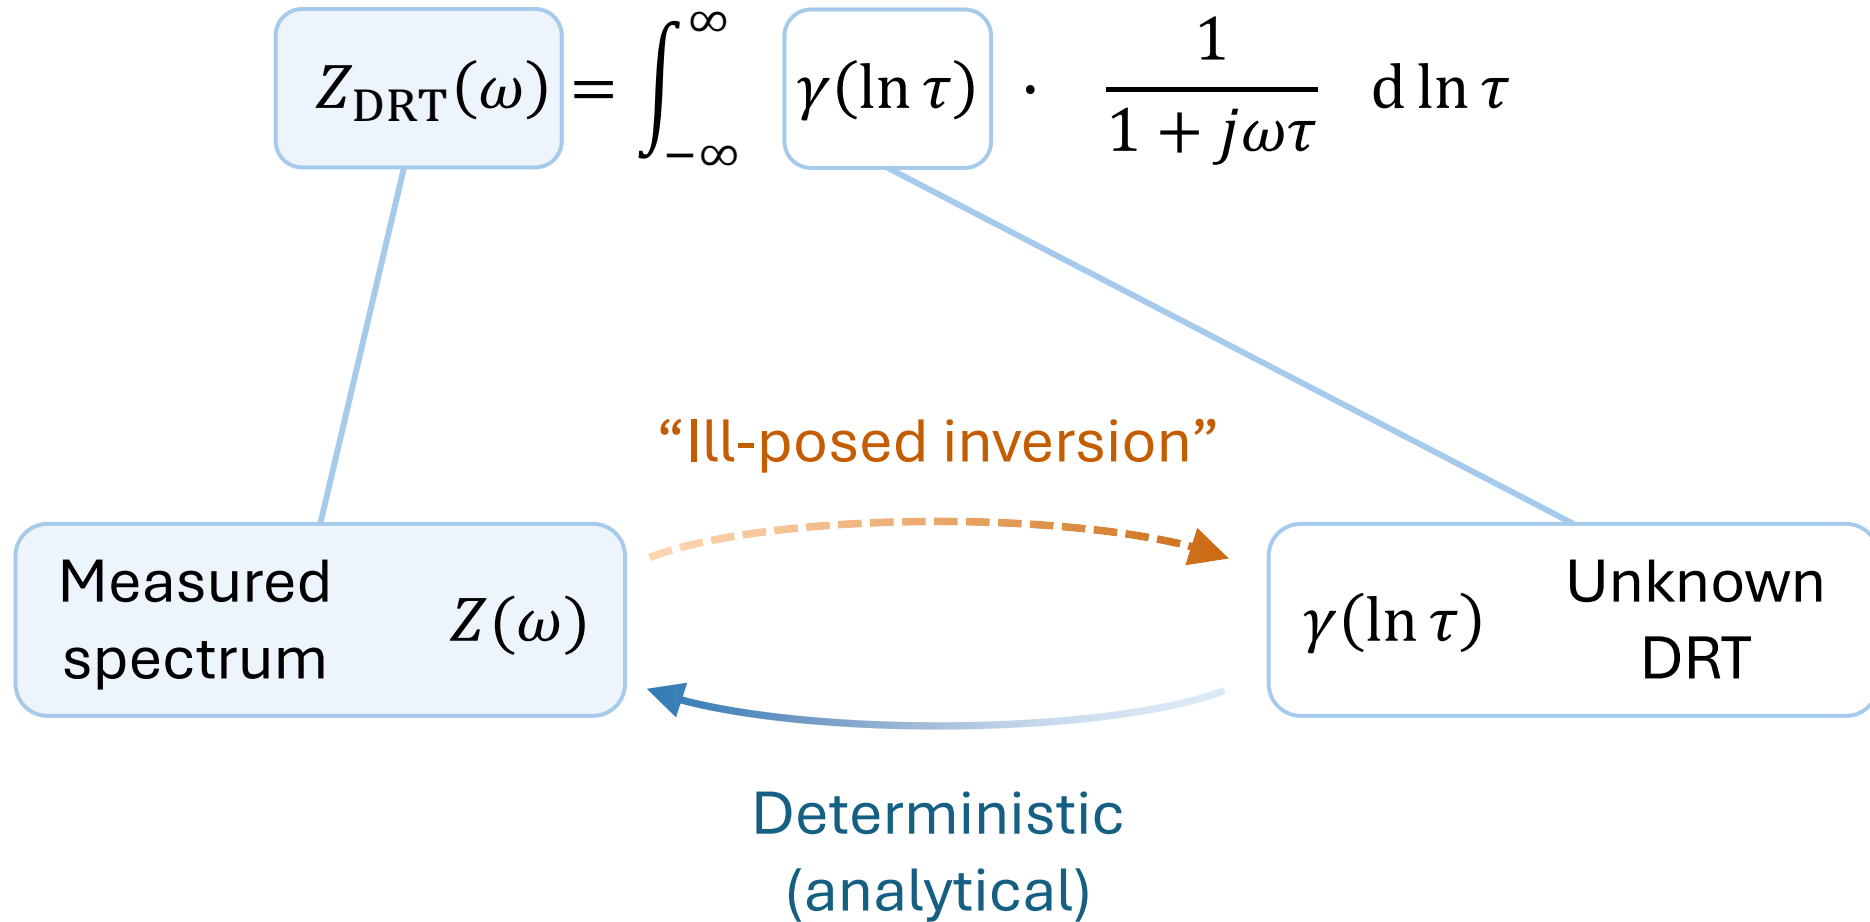 Z_DRT(ω) = ∫_{−∞}^{∞} γ(ln τ) · 1/(1 + jωτ) d ln τ
“Ill-posed inversion”
Measured
spectrum
Z(ω)
γ(ln τ)
Unknown
DRT
Deterministic
(analytical)